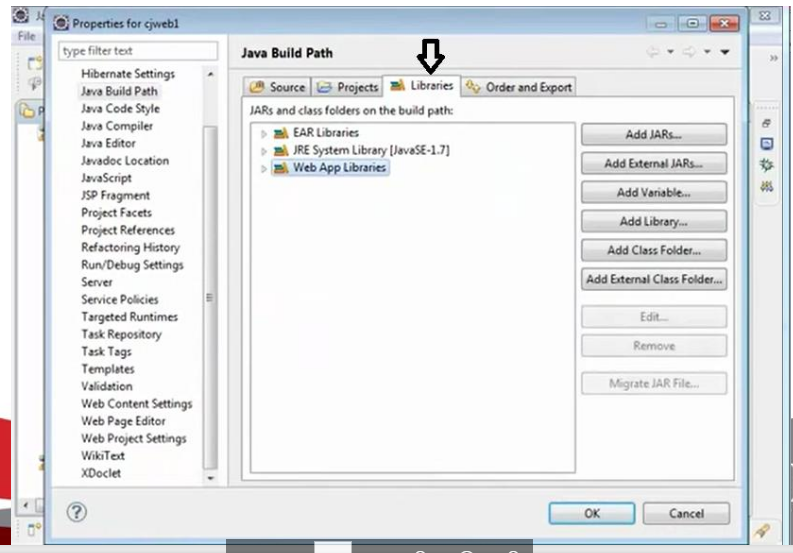 Properties for cjweb1
File
type filter text
Hibernate Settings
Java Build Path
Java Code Style
Java Compiler
Java Editor
Javadoc Location
JavaScript
JSP Fragment
Project Facets
Project References
Refactoring History
Run/Debug Settings
Server
Service Policies
Targeted Runtimes
Task Repository
Task Tags
Templates
Validation
Web Content Settings
Web Page Editor
Web Project Settings
WikiText
XDoclet
Java Build Path
Source
Projects
Libraries
Order and Export
JARs and class folders on the build path:
EAR Libraries
JRE System Library [JavaSE-1.7]
Web App Libraries
Add JARs...
Add External JARs...
Add Variable...
Add Library...
Add Class Folder...
Add External Class Folder...
Edit...
Remove
Migrate JAR File...
OK
Cancel